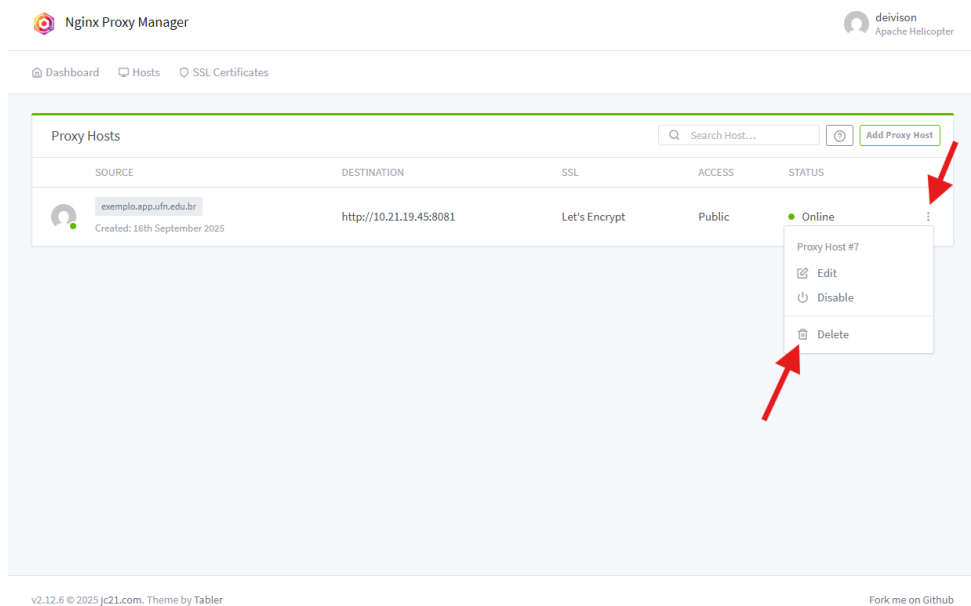 Nginx Proxy Manager
deivison
Apache Helicopter
Dashboard Hosts SSL Certificates
Proxy Hosts
Search Host...
Add Proxy Host
SOURCE DESTINATION SSL ACCESS STATUS
exemplo.app.ufn.edu.br
Created: 16th September 2025
http://10.21.19.45:8081
Let's Encrypt
Public
Online
Proxy Host #7
Edit
Disable
Delete
v2.12.6 © 2025 jc21.com. Theme by Tabler
Fork me on Github